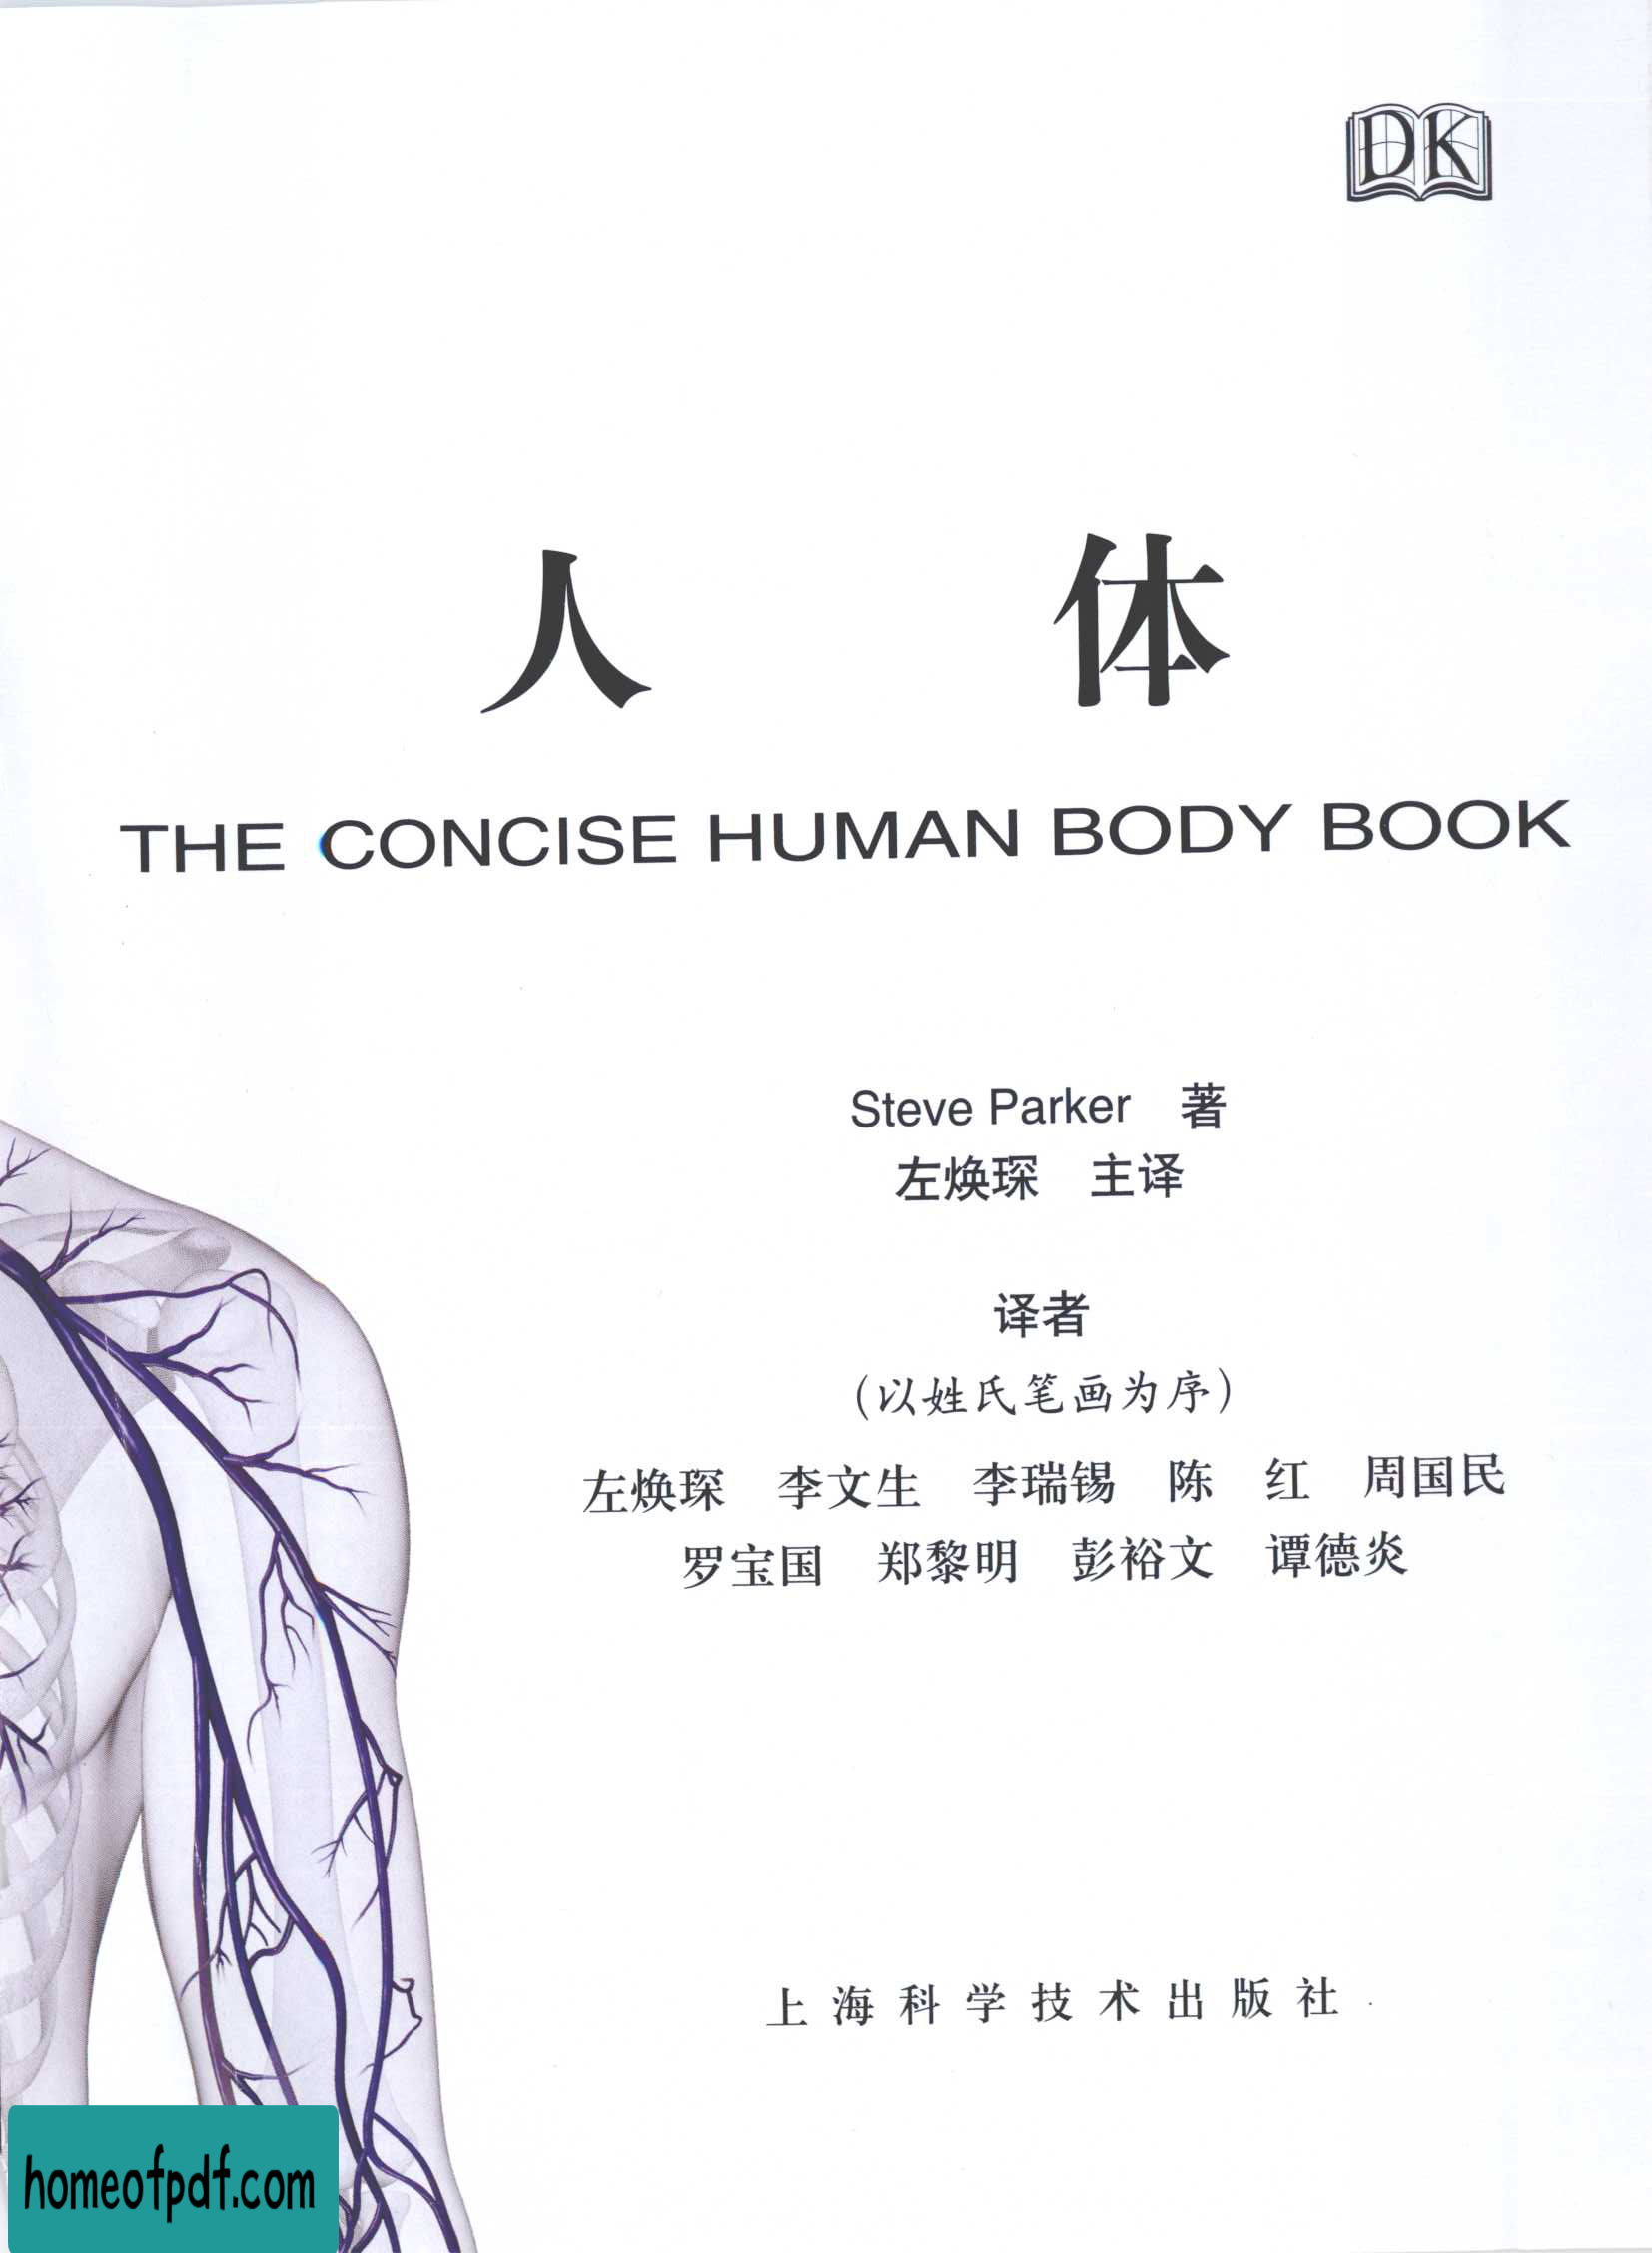 DK
人 体
THE CONCISE HUMAN BODY BOOK
Steve Parker 著
左焕琛 主译
译者
(以姓氏笔画为序)
左焕琛 李文生 李瑞锡 陈 红 周国民
罗宝国 郑黎明 彭裕文 谭德炎
上海科学技术出版社
homeofpdf.com